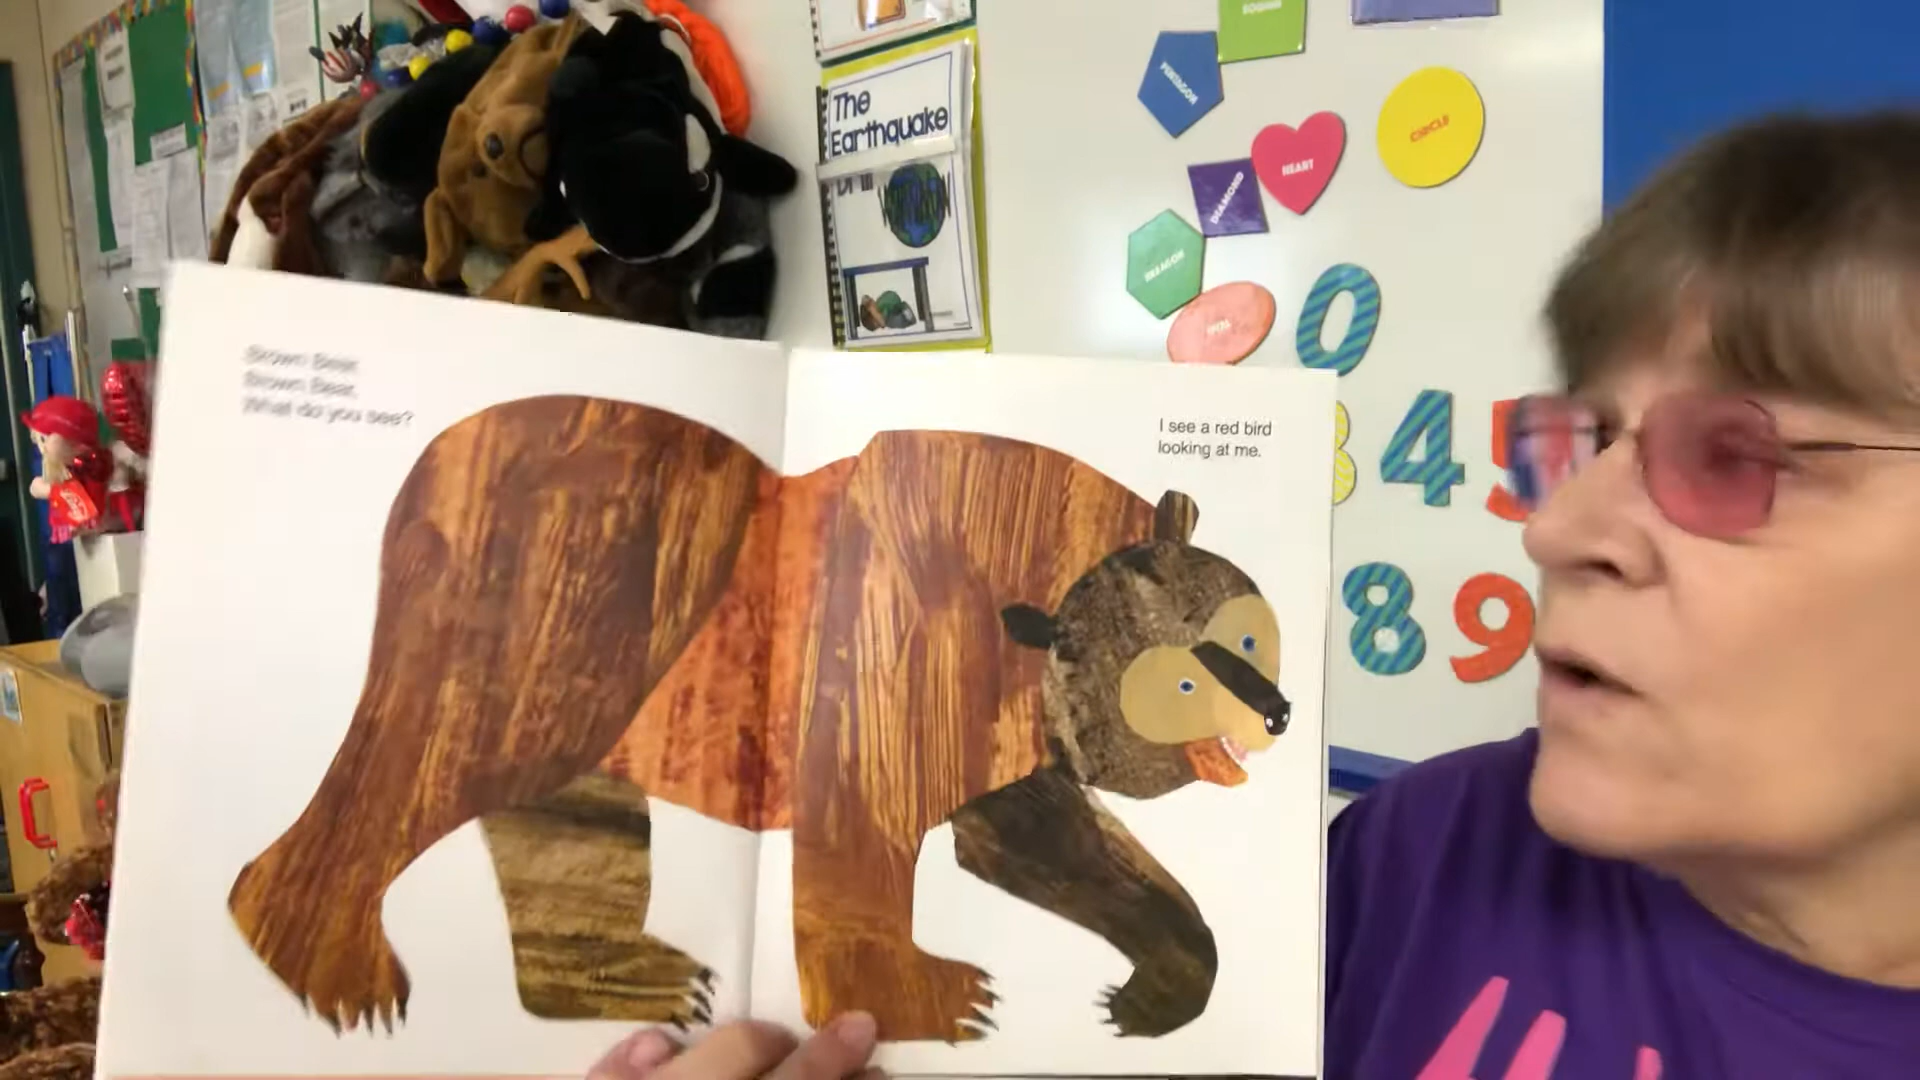 The
Earthquake
Drill
SQUARE
PENTAGON
CIRCLE
HEART
DIAMOND
HEXAGON
OVAL
0
3 4 5
8 9
Brown Bear,
Brown Bear,
What do you see?
I see a red bird
looking at me.